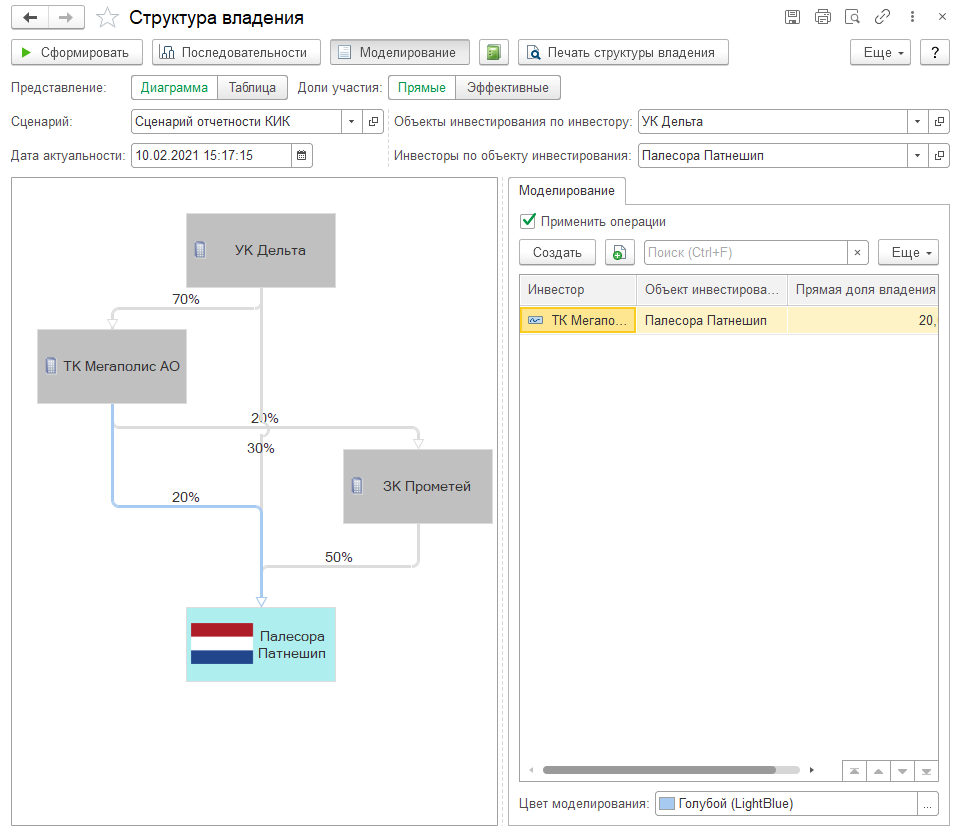 Структура владения
Сформировать Последовательности Моделирование Печать структуры владения Еще ?
Представление: Диаграмма Таблица Доли участия: Прямые Эффективные
Сценарий: Сценарий отчетности КИК Объекты инвестирования по инвестору: УК Дельта
Дата актуальности: 10.02.2021 15:17:15 Инвесторы по объекту инвестирования: Палесора Патнешип
УК Дельта
70%
ТК Мегаполис АО
20%
30%
ЗК Прометей
20%
50%
Палесора
Патнешип
Моделирование
Применить операции
Создать Поиск (Ctrl+F) × Еще
Инвестор Объект инвестирова... Прямая доля владения
ТК Мегапо... Палесора Патнешип 20,
Цвет моделирования: Голубой (LightBlue) ...